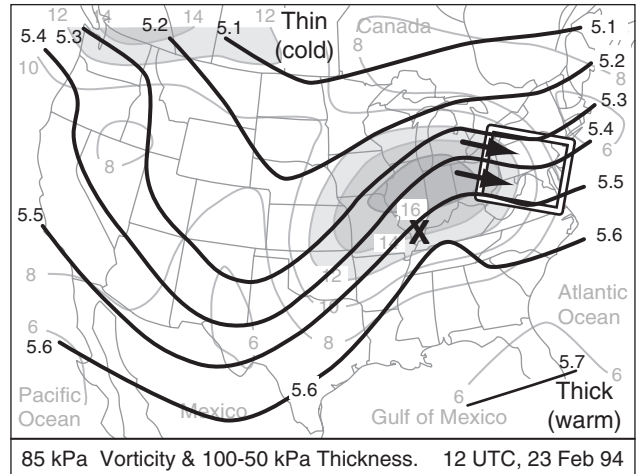 12 14 12
Thin
(cold)
Canada
5.4 5.3 5.2 5.1 5.1
10 8 5.2
8
5.3
5.4
6
8
5.5
16
X
14
5.5 5.6
12
8 10
Atlantic
Ocean
6 6 8 6
5.6 5.7
5.6
6
Pacific
Ocean
Mexico
Gulf of Mexico
Thick
(warm)
85 kPa Vorticity & 100-50 kPa Thickness. 12 UTC, 23 Feb 94